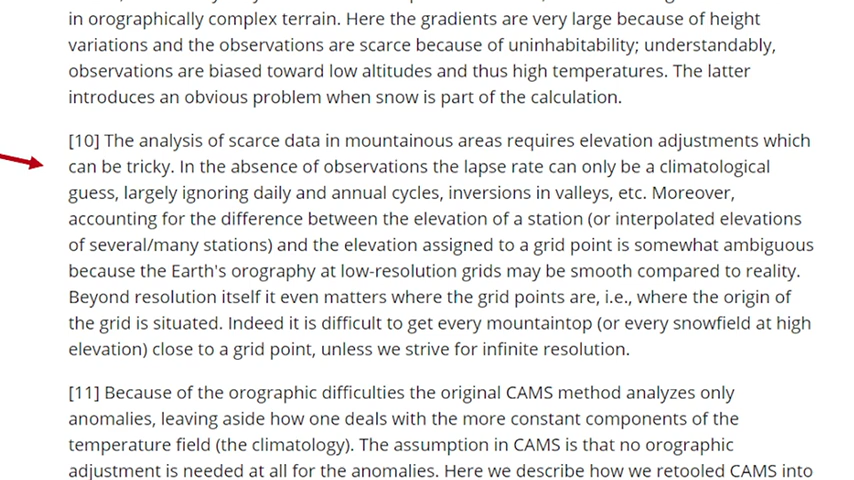 in orographically complex terrain. Here the gradients are very large because of height
variations and the observations are scarce because of uninhabitability; understandably,
observations are biased toward low altitudes and thus high temperatures. The latter
introduces an obvious problem when snow is part of the calculation.
[10] The analysis of scarce data in mountainous areas requires elevation adjustments which
can be tricky. In the absence of observations the lapse rate can only be a climatological
guess, largely ignoring daily and annual cycles, inversions in valleys, etc. Moreover,
accounting for the difference between the elevation of a station (or interpolated elevations
of several/many stations) and the elevation assigned to a grid point is somewhat ambiguous
because the Earth's orography at low-resolution grids may be smooth compared to reality.
Beyond resolution itself it even matters where the grid points are, i.e., where the origin of
the grid is situated. Indeed it is difficult to get every mountaintop (or every snowfield at high
elevation) close to a grid point, unless we strive for infinite resolution.
[11] Because of the orographic difficulties the original CAMS method analyzes only
anomalies, leaving aside how one deals with the more constant components of the
temperature field (the climatology). The assumption in CAMS is that no orographic
adjustment is needed at all for the anomalies. Here we describe how we retooled CAMS into